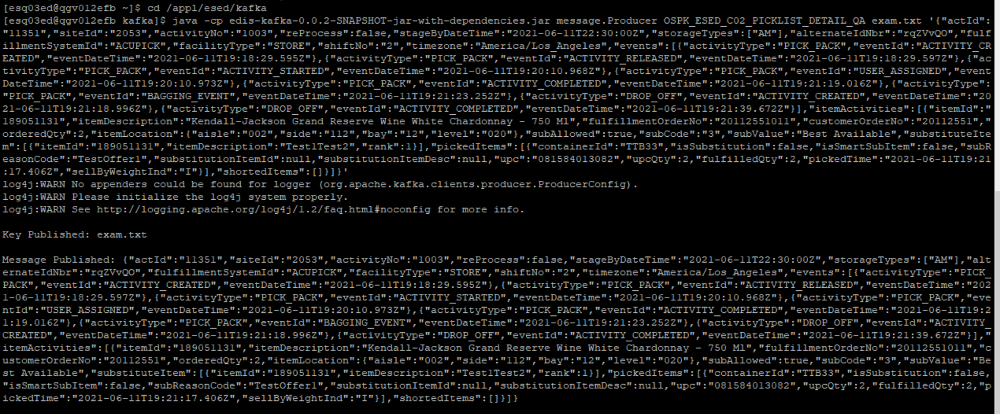 [esq03ed@qgv012efb ~]$ cd /appl/esed/kafka
[esq03ed@qgv012efb kafka]$ java -cp edis-kafka-0.0.2-SNAPSHOT-jar-with-dependencies.jar message.Producer OSPK_ESED_C02_PICKLIST_DETAIL_QA exam.txt '{"actId":
"11351","siteId":"2053","activityNo":"1003","reProcess":false,"stageByDateTime":"2021-06-11T22:30:00Z","storageTypes":["AM"],"alternateIdNbr":"rqZVvQO","fulf
illmentSystemId":"ACUPICK","facilityType":"STORE","shiftNo":"2","timezone":"America/Los_Angeles","events":[{"activityType":"PICK_PACK","eventId":"ACTIVITY_CR
EATED","eventDateTime":"2021-06-11T19:18:29.595Z"},{"activityType":"PICK_PACK","eventId":"ACTIVITY_RELEASED","eventDateTime":"2021-06-11T19:18:29.597Z"},{"ac
tivityType":"PICK_PACK","eventId":"ACTIVITY_STARTED","eventDateTime":"2021-06-11T19:20:10.968Z"},{"activityType":"PICK_PACK","eventId":"USER_ASSIGNED","event
DateTime":"2021-06-11T19:20:10.973Z"},{"activityType":"PICK_PACK","eventId":"ACTIVITY_COMPLETED","eventDateTime":"2021-06-11T19:21:19.016Z"},{"activityType":
"PICK_PACK","eventId":"BAGGING_EVENT","eventDateTime":"2021-06-11T19:21:23.252Z"},{"activityType":"DROP_OFF","eventId":"ACTIVITY_CREATED","eventDateTime":"20
21-06-11T19:21:18.996Z"},{"activityType":"DROP_OFF","eventId":"ACTIVITY_COMPLETED","eventDateTime":"2021-06-11T19:21:39.672Z"}],"itemActivities":[{"itemId":"
189051131","itemDescription":"Kendall-Jackson Grand Reserve Wine White Chardonnay - 750 Ml","fulfillmentOrderNo":"20112551011","customerOrderNo":"20112551","
orderedQty":2,"itemLocation":{"aisle":"002","side":"112","bay":"12","level":"020"},"subAllowed":true,"subCode":"3","subValue":"Best Available","substituteIte
m":[{"itemId":"189051131","itemDescription":"Test1Test2","rank":1}],"pickedItems":[{"containerId":"TTB33","isSubstitution":false,"isSmartSubItem":false,"subR
easonCode":"TestOffer1","substitutionItemId":null,"substitutionItemDesc":null,"upc":"081584013082","upcQty":2,"fulfilledQty":2,"pickedTime":"2021-06-11T19:21
:17.406Z","sellByWeightInd":"I"}],"shortedItems":[]}]}'
log4j:WARN No appenders could be found for logger (org.apache.kafka.clients.producer.ProducerConfig).
log4j:WARN Please initialize the log4j system properly.
log4j:WARN See http://logging.apache.org/log4j/1.2/faq.html#noconfig for more info.
Key Published: exam.txt
Message Published: {"actId":"11351","siteId":"2053","activityNo":"1003","reProcess":false,"stageByDateTime":"2021-06-11T22:30:00Z","storageTypes":["AM"],"alt
ernateIdNbr":"rqZVvQO","fulfillmentSystemId":"ACUPICK","facilityType":"STORE","shiftNo":"2","timezone":"America/Los_Angeles","events":[{"activityType":"PICK_
PACK","eventId":"ACTIVITY_CREATED","eventDateTime":"2021-06-11T19:18:29.595Z"},{"activityType":"PICK_PACK","eventId":"ACTIVITY_RELEASED","eventDateTime":"202
1-06-11T19:18:29.597Z"},{"activityType":"PICK_PACK","eventId":"ACTIVITY_STARTED","eventDateTime":"2021-06-11T19:20:10.968Z"},{"activityType":"PICK_PACK","eve
ntId":"USER_ASSIGNED","eventDateTime":"2021-06-11T19:20:10.973Z"},{"activityType":"PICK_PACK","eventId":"ACTIVITY_COMPLETED","eventDateTime":"2021-06-11T19:2
1:19.016Z"},{"activityType":"PICK_PACK","eventId":"BAGGING_EVENT","eventDateTime":"2021-06-11T19:21:23.252Z"},{"activityType":"DROP_OFF","eventId":"ACTIVITY_
CREATED","eventDateTime":"2021-06-11T19:21:18.996Z"},{"activityType":"DROP_OFF","eventId":"ACTIVITY_COMPLETED","eventDateTime":"2021-06-11T19:21:39.672Z"}],"
itemActivities":[{"itemId":"189051131","itemDescription":"Kendall-Jackson Grand Reserve Wine White Chardonnay - 750 Ml","fulfillmentOrderNo":"20112551011","c
ustomerOrderNo":"20112551","orderedQty":2,"itemLocation":{"aisle":"002","side":"112","bay":"12","level":"020"},"subAllowed":true,"subCode":"3","subValue":"Be
st Available","substituteItem":[{"itemId":"189051131","itemDescription":"Test1Test2","rank":1}],"pickedItems":[{"containerId":"TTB33","isSubstitution":false,
"isSmartSubItem":false,"subReasonCode":"TestOffer1","substitutionItemId":null,"substitutionItemDesc":null,"upc":"081584013082","upcQty":2,"fulfilledQty":2,"p
ickedTime":"2021-06-11T19:21:17.406Z","sellByWeightInd":"I"}],"shortedItems":[]}]}